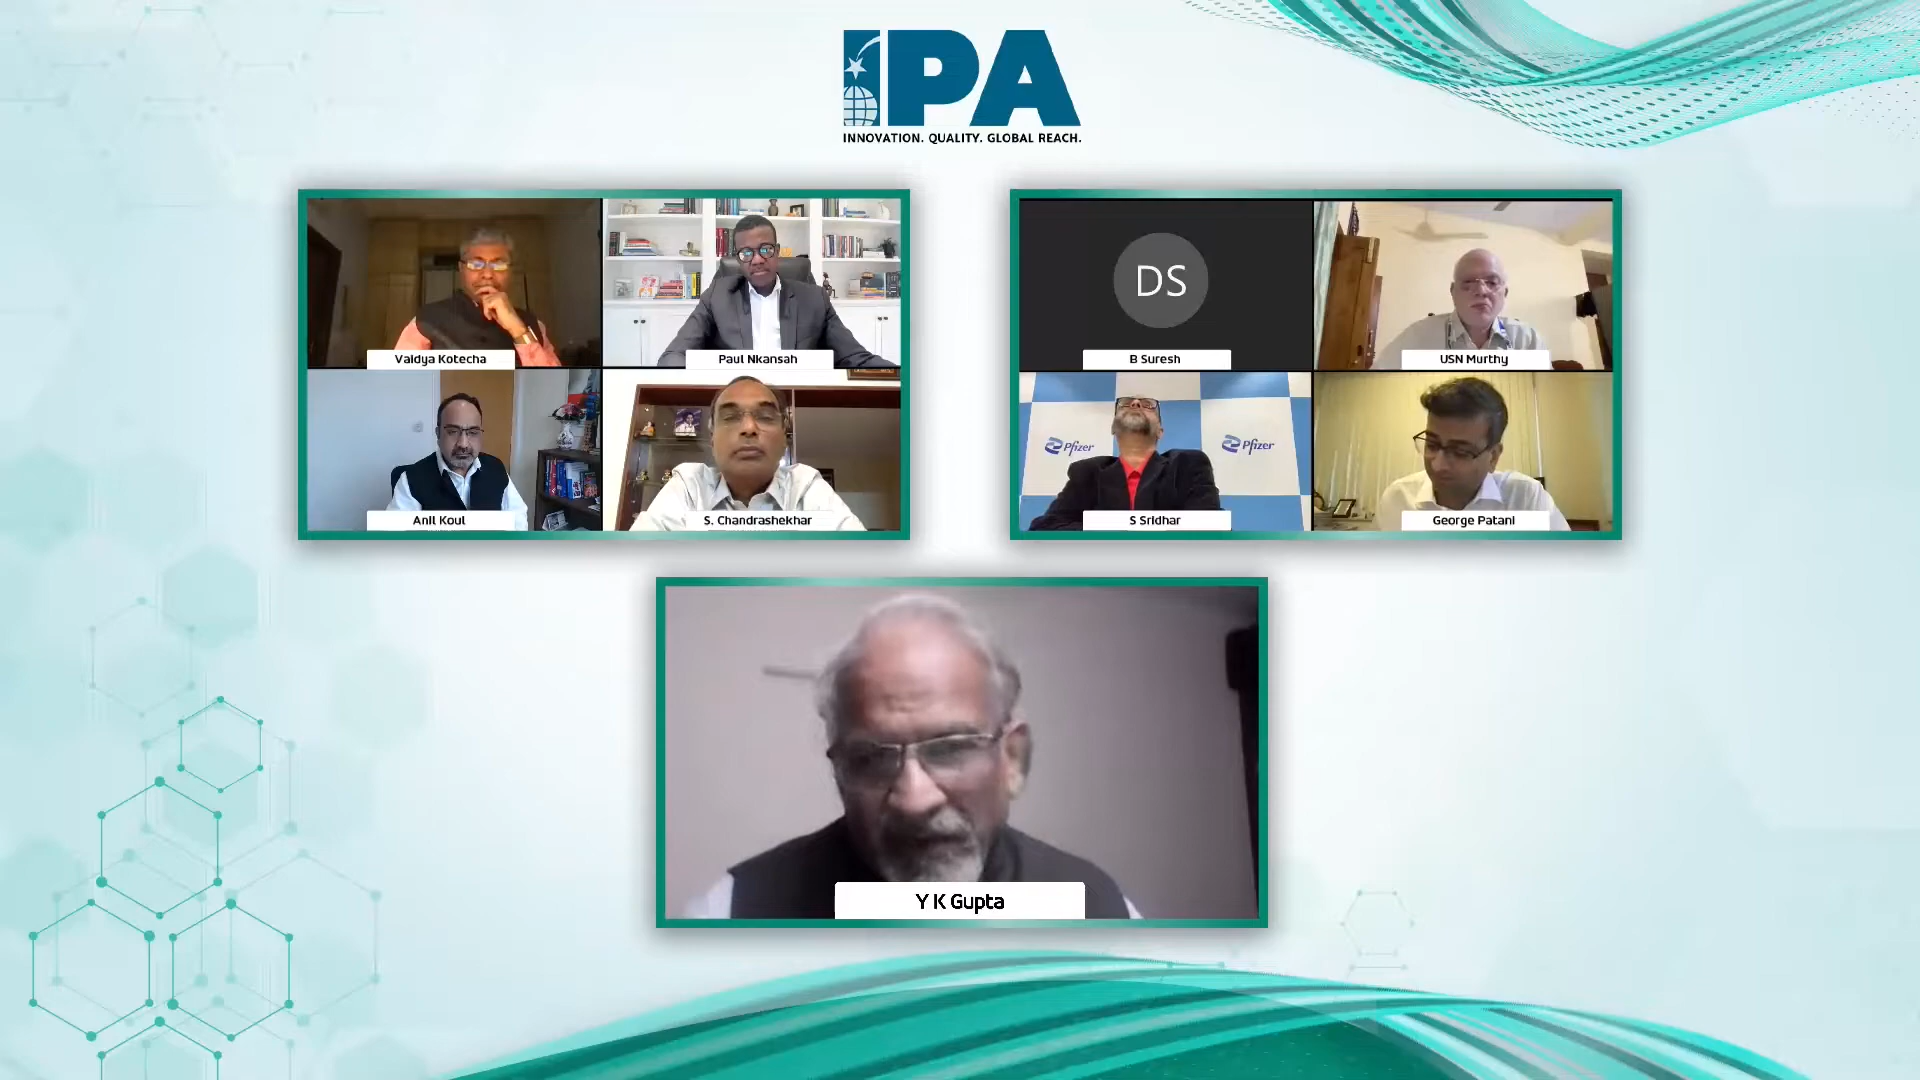 IPA
INNOVATION. QUALITY. GLOBAL REACH.
Vaidya Kotecha
Paul Nkansah
Anil Koul
S. Chandrashekhar
DS
B Suresh
USN Murthy
Pfizer
Pfizer
S Sridhar
George Patani
Y K Gupta